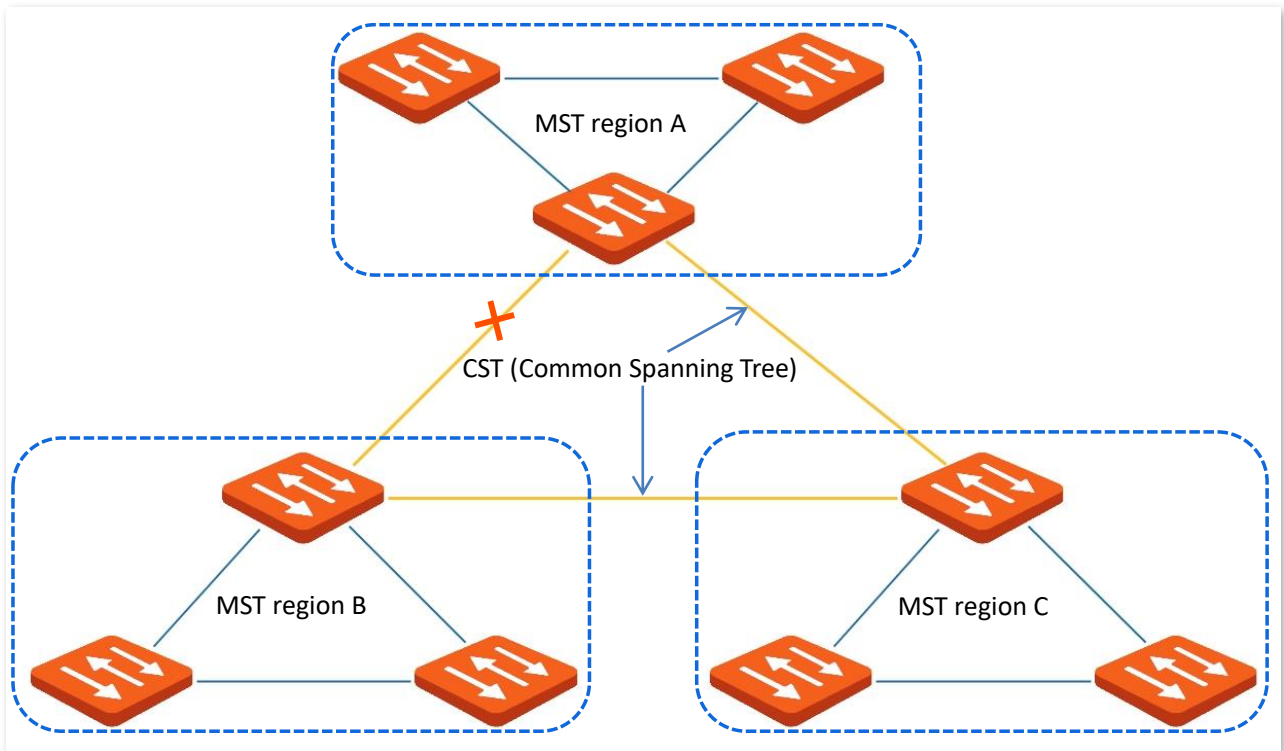 MST region A
CST (Common Spanning Tree)
MST region B
MST region C